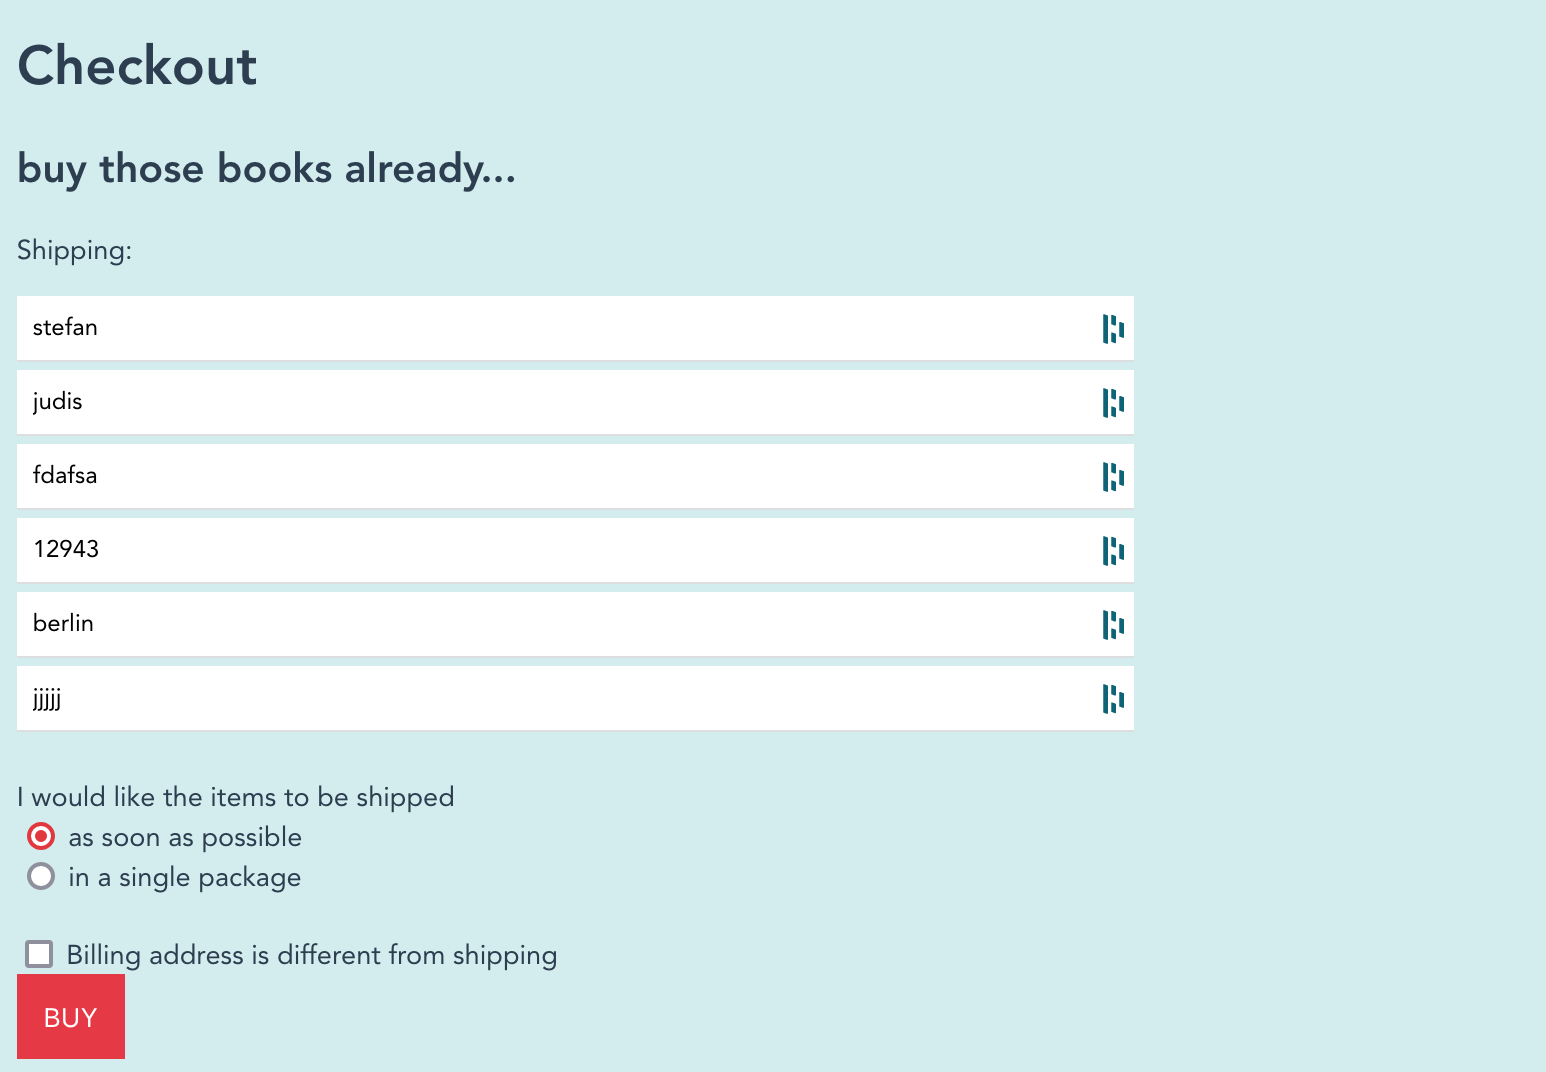 Checkout
buy those books already...
Shipping:
stefan
judis
fdafsa
12943
berlin
jjjjj
I would like the items to be shipped
as soon as possible
in a single package
Billing address is different from shipping
BUY